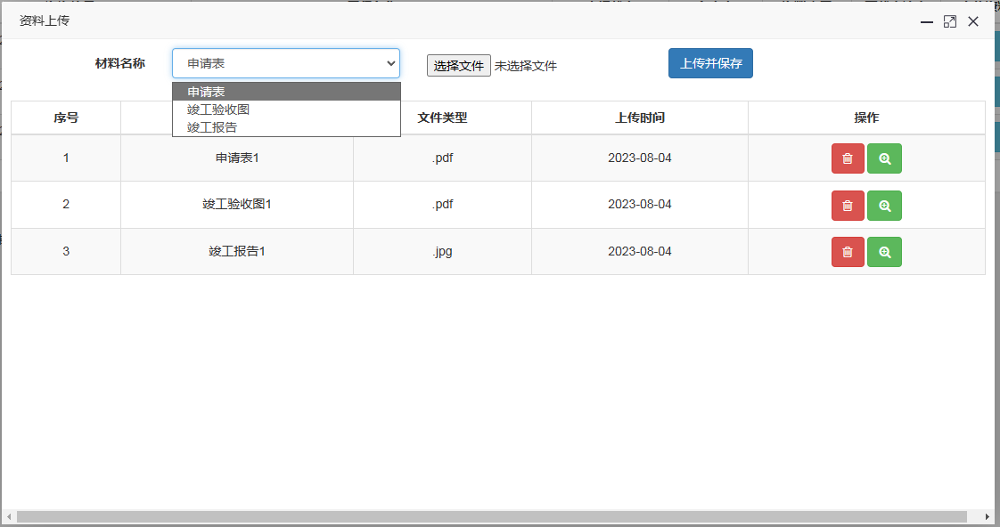 资料上传
材料名称 申请表 选择文件 未选择文件 上传并保存
申请表
竣工验收图
竣工报告
序号 文件类型 上传时间 操作
1 申请表1 .pdf 2023-08-04
2 竣工验收图1 .pdf 2023-08-04
3 竣工报告1 .jpg 2023-08-04